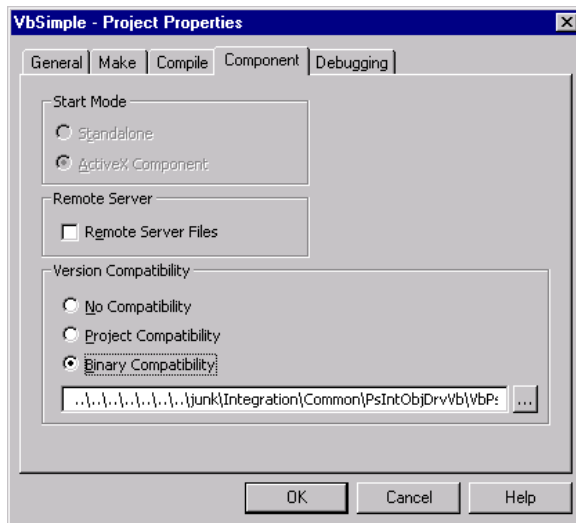 VbSimple - Project Properties
General Make Compile Component Debugging
Start Mode
Standalone
ActiveX Component
Remote Server
Remote Server Files
Version Compatibility
No Compatibility
Project Compatibility
Binary Compatibility
..\..\..\..\..\..\..\junk\Integration\Common\PsIntObjDrvVb\VbPs ...
OK Cancel Help